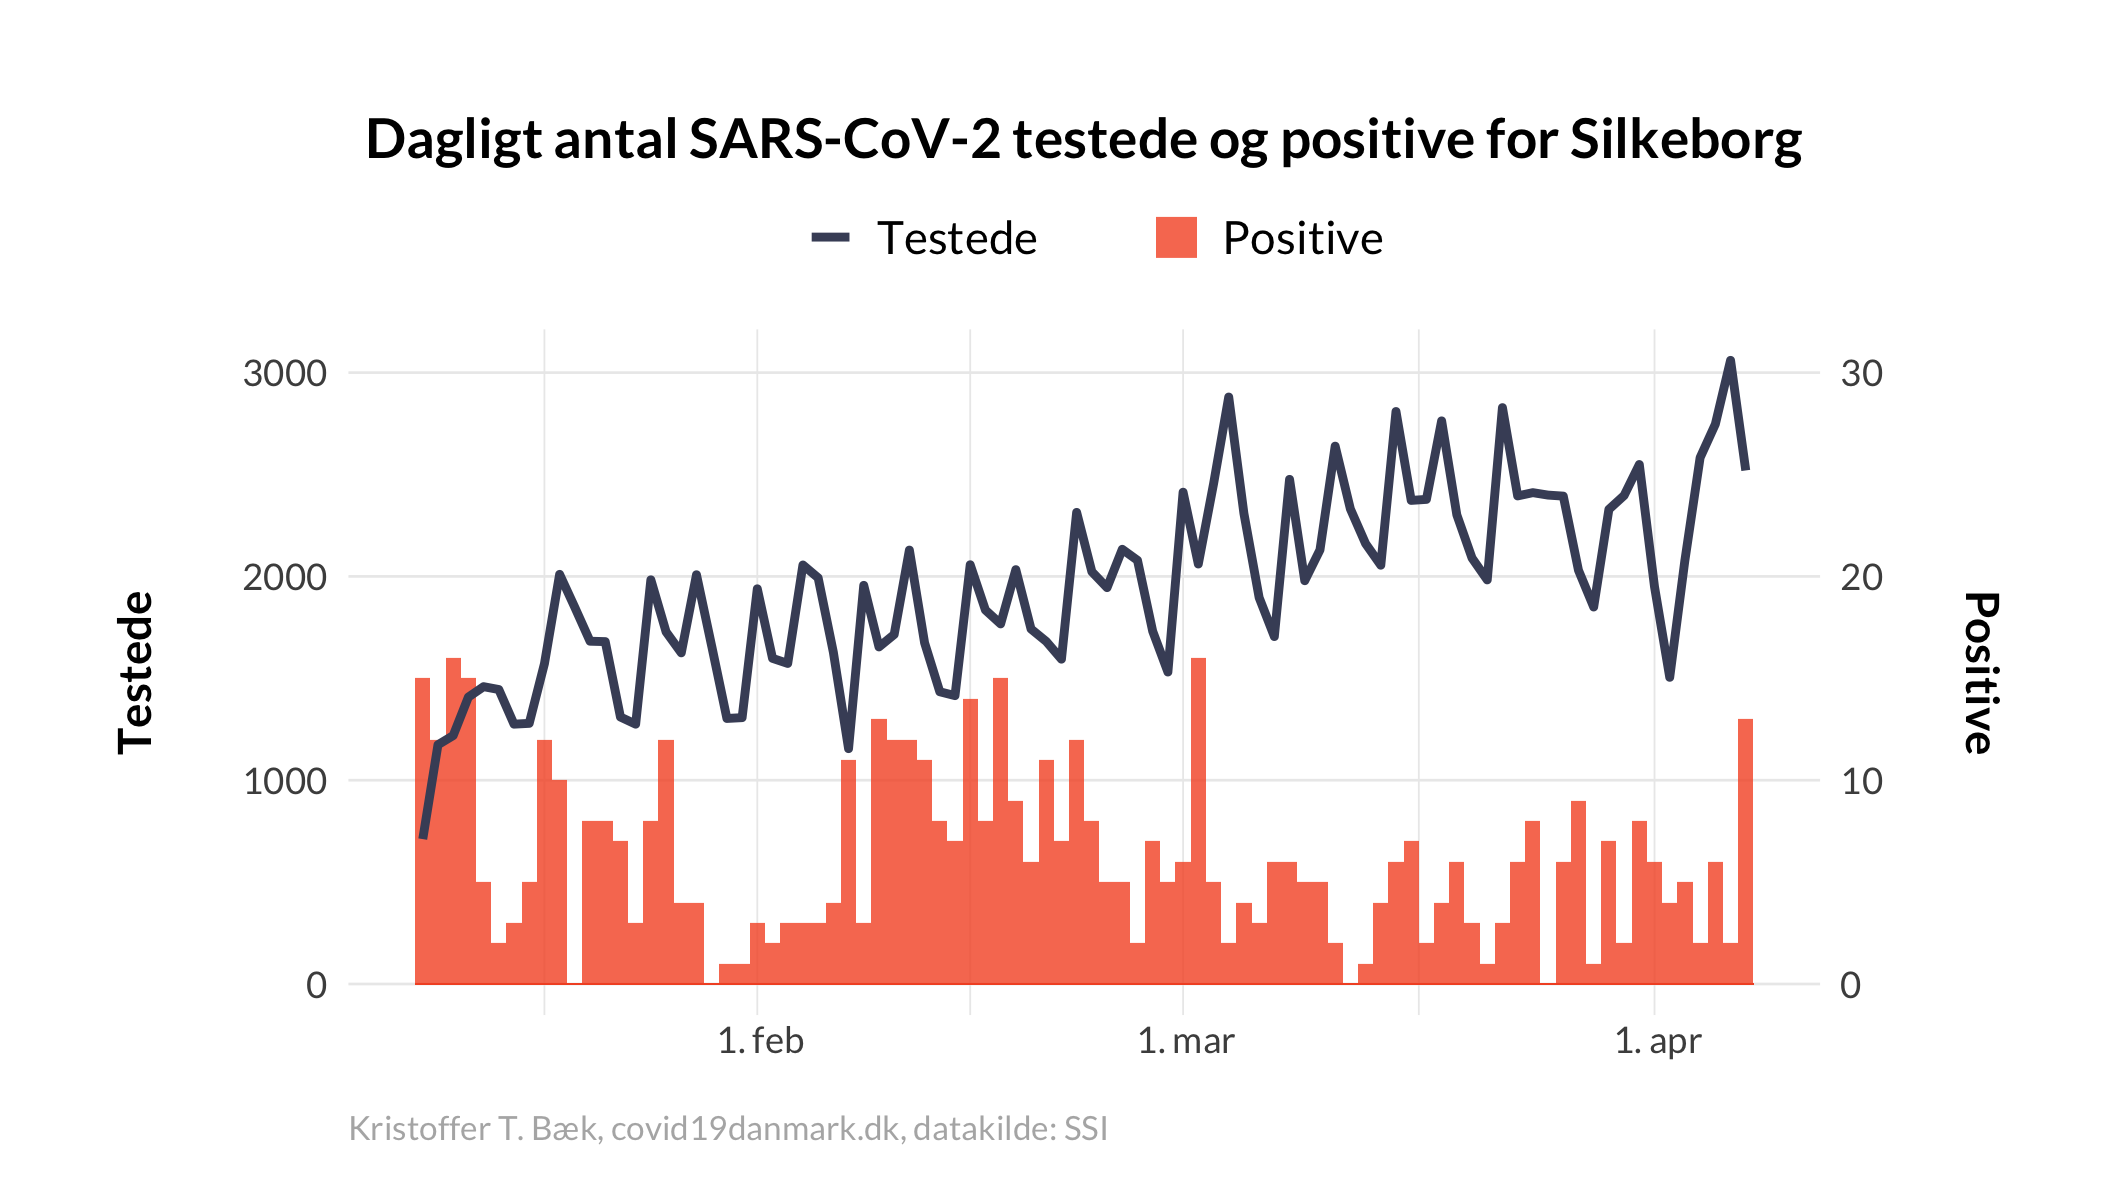 Dagligt antal SARS-CoV-2 testede og positive for Silkeborg
Testede
Positive
3000
2000
1000
0
30
20
10
0
Testede
Positive
1. feb
1. mar
1. apr
Kristoffer T. Bæk, covid19danmark.dk, datakilde: SSI